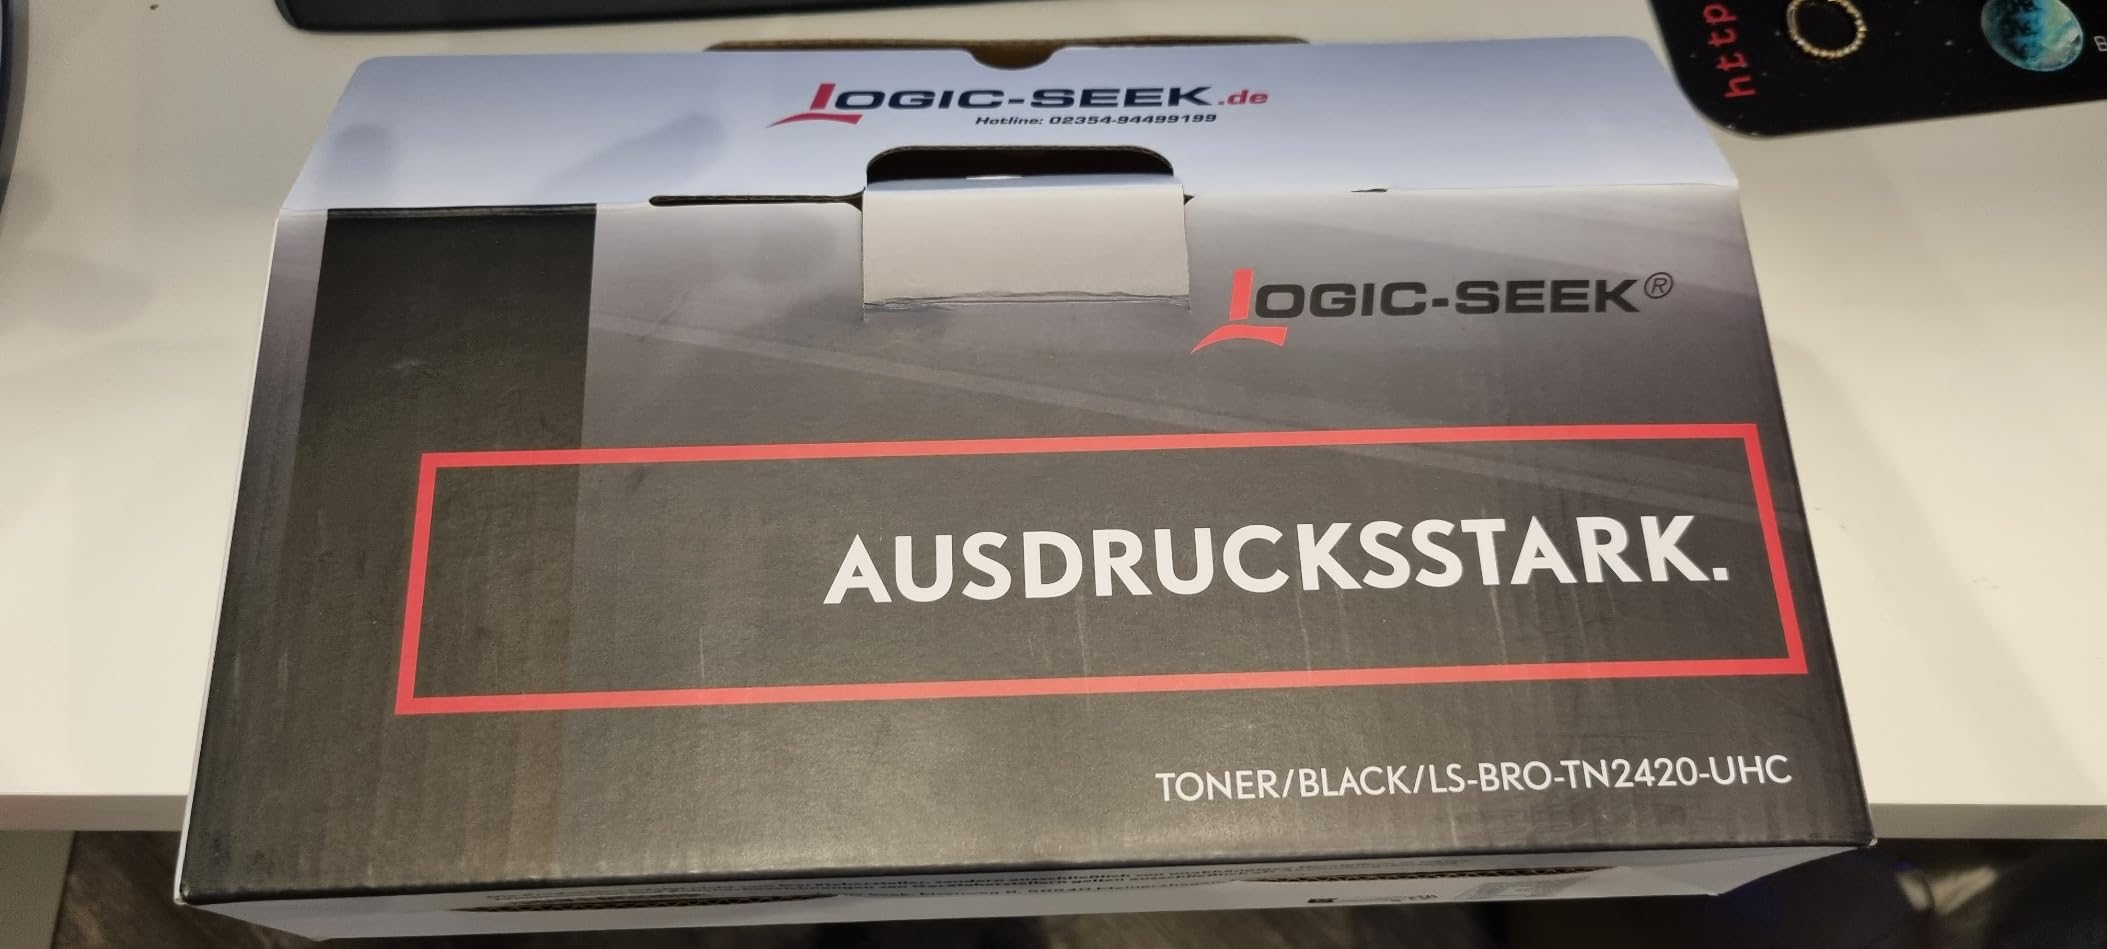 http
B
LOGIC-SEEK.de
Hotline: 02354-94499199
LOGIC-SEEK®
AUSDRUCKSSTARK.
TONER/BLACK/LS-BRO-TN2420-UHC